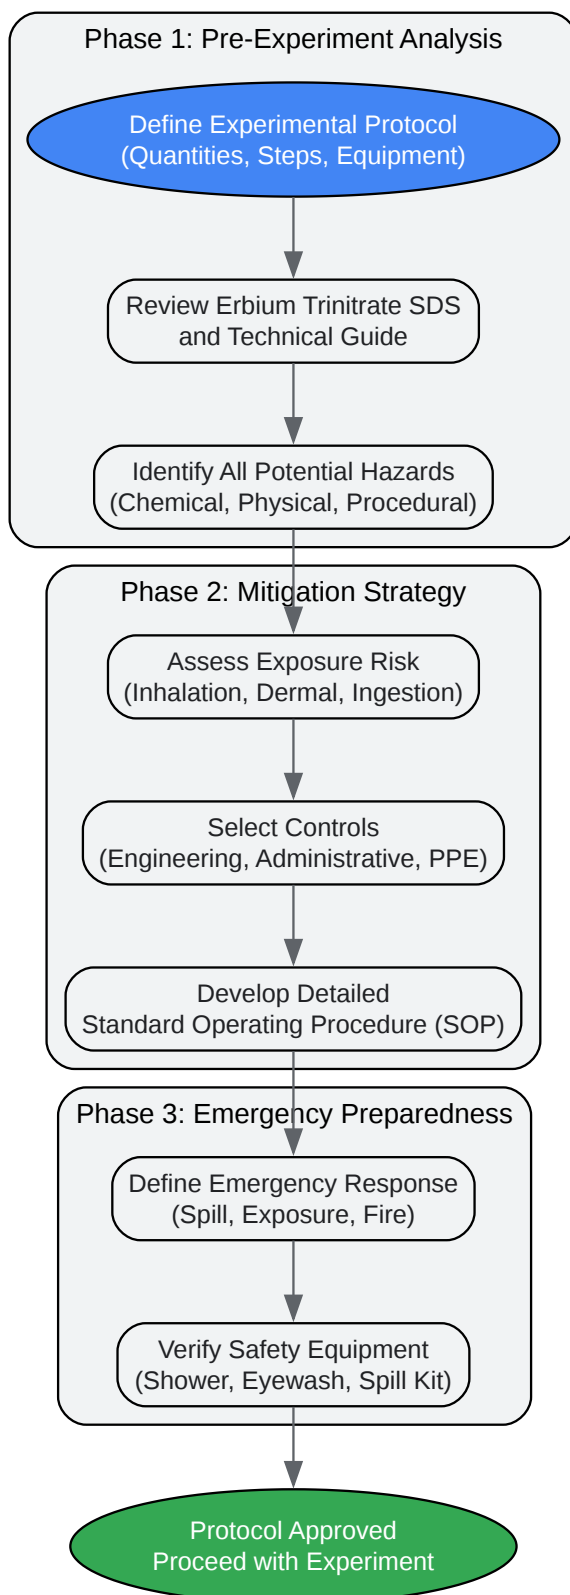 Phase 1: Pre-Experiment Analysis
Define Experimental Protocol
(Quantities, Steps, Equipment)
Review Erbium Trinitrate SDS
and Technical Guide
Identify All Potential Hazards
(Chemical, Physical, Procedural)
Phase 2: Mitigation Strategy
Assess Exposure Risk
(Inhalation, Dermal, Ingestion)
Select Controls
(Engineering, Administrative, PPE)
Develop Detailed
Standard Operating Procedure (SOP)
Phase 3: Emergency Preparedness
Define Emergency Response
(Spill, Exposure, Fire)
Verify Safety Equipment
(Shower, Eyewash, Spill Kit)
Protocol Approved
Proceed with Experiment